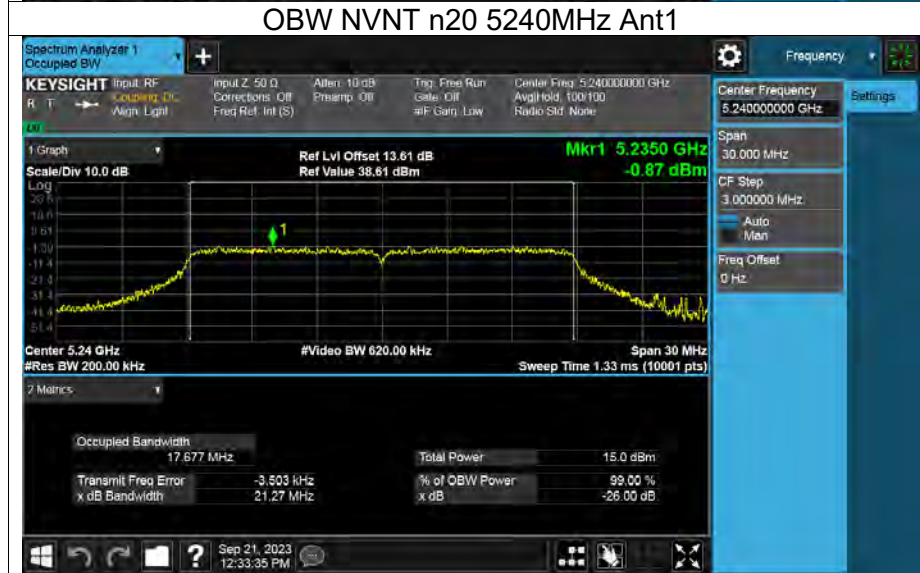 OBW NVNT n20 5240MHz Ant1
Spectrum Analyzer 1
Occupied BW
+
Frequency
KEYSIGHT Input: RF
R T Coupling: DC
Align: Light
Input Z: 50 Ω
Corrections: Off
Freq Ref: Int (S)
Atten: 10 dB
Preamp: Off
Trig: Free Run
Gate: Off
#IF Gain: Low
Center Freq: 5.240000000 GHz
Avg|Hold: 100/100
Radio Std: None
Center Frequency
5.240000000 GHz
Settings
Span
30.000 MHz
CF Step
3.000000 MHz
Auto
Man
Freq Offset
0 Hz
1 Graph
Scale/Div 10.0 dB
Ref Lvl Offset 13.61 dB
Ref Value 38.61 dBm
Mkr1 5.2350 GHz
-0.87 dBm
Log
1
Center 5.24 GHz
#Res BW 200.00 kHz
#Video BW 620.00 kHz
Span 30 MHz
Sweep Time 1.33 ms (10001 pts)
2 Metrics
Occupied Bandwidth
17.677 MHz
Total Power 15.0 dBm
Transmit Freq Error -3.503 kHz
% of OBW Power 99.00 %
x dB Bandwidth 21.27 MHz
x dB -26.00 dB
?
Sep 21, 2023
12:33:35 PM